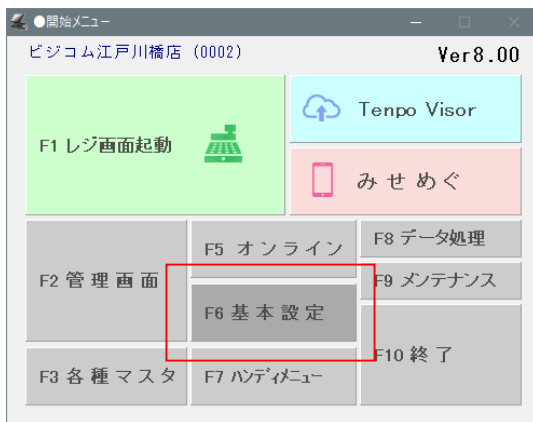 ●開始メニュー
ビジコム江戸川橋店 (0002)
Ver8.00
F1 レジ画面起動
Tenpo Visor
みせめぐ
F2 管理画面
F5 オンライン
F8 データ処理
F9 メンテナンス
F6 基本設定
F10 終了
F3 各種マスタ
F7 ハンディメニュー